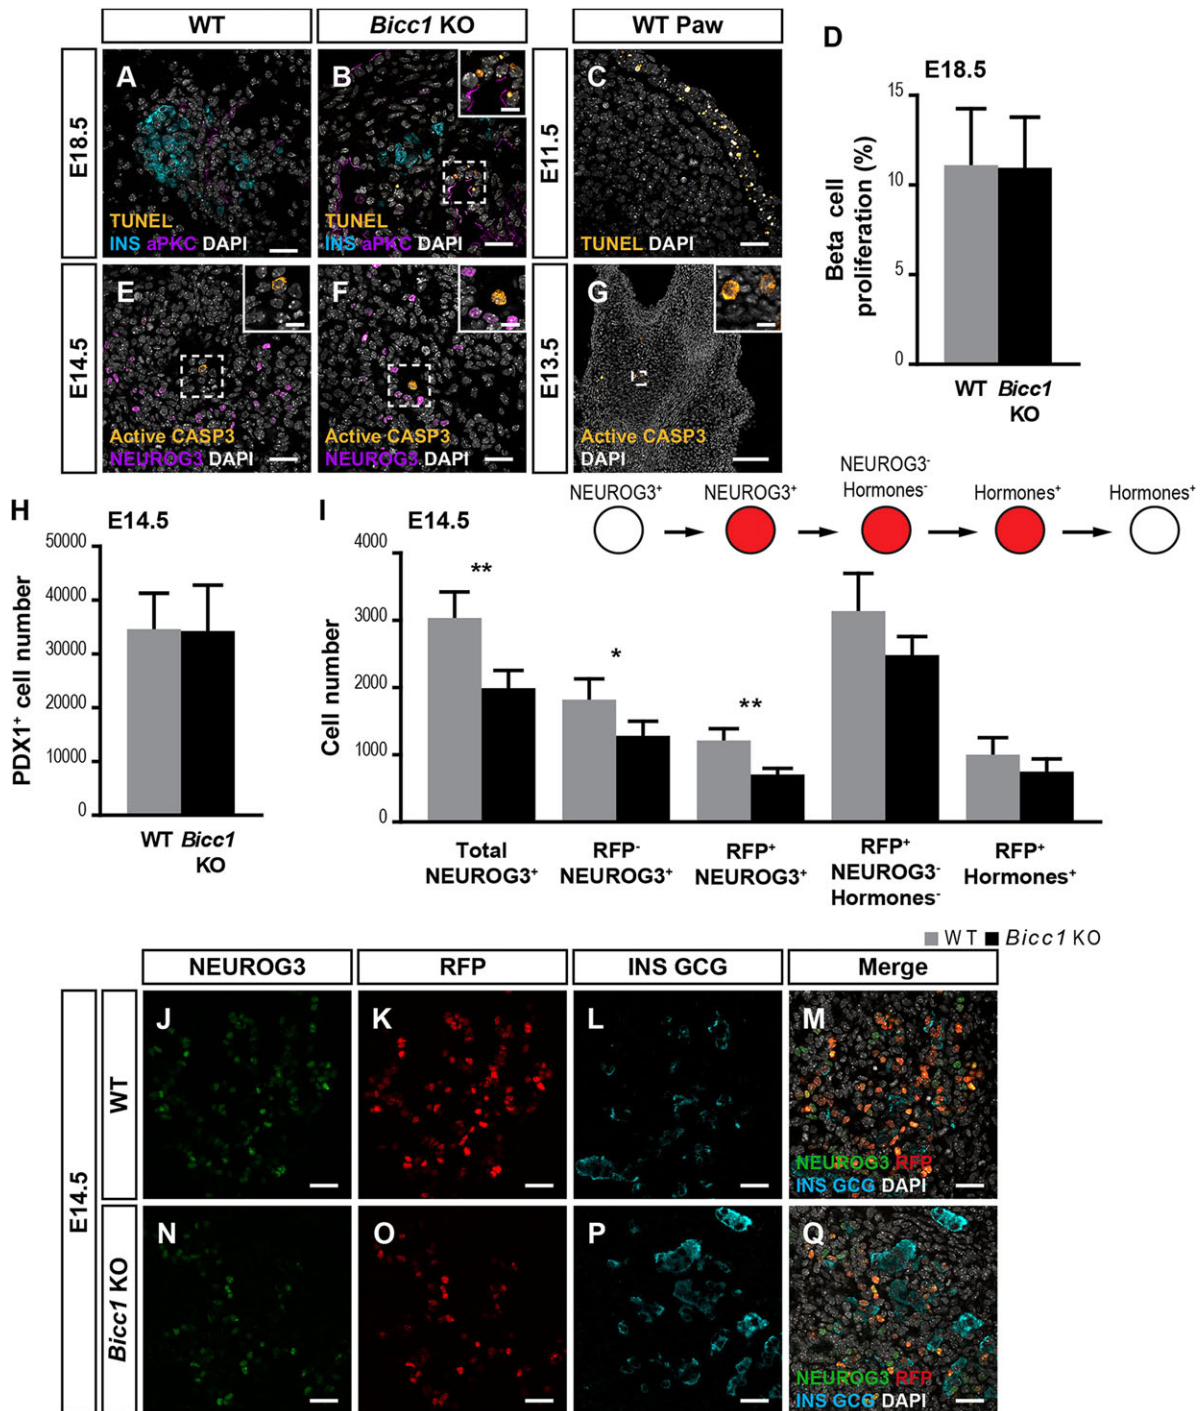 WT
Bicc1 KO
WT Paw
E18.5
A
TUNEL
INS aPKC DAPI
B
TUNEL
INS aPKC DAPI
E11.5
C
TUNEL DAPI
D
E18.5
Beta cell
proliferation (%)
15
10
5
0
WT Bicc1
KO
E14.5
E
Active CASP3
NEUROG3 DAPI
F
Active CASP3
NEUROG3 DAPI
E13.5
G
Active CASP3
DAPI
H
E14.5
PDX1⁺ cell number
50000
40000
30000
20000
10000
0
WT Bicc1
KO
I
E14.5
NEUROG3⁺
NEUROG3⁺
NEUROG3⁻
Hormones⁻
Hormones⁺
Hormones⁺
Cell number
4000
3000
2000
1000
0
**
*
**
Total
NEUROG3⁺
RFP⁻
NEUROG3⁺
RFP⁺
NEUROG3⁺
RFP⁺
NEUROG3⁻
Hormones⁻
RFP⁺
Hormones⁺
WT Bicc1 KO
NEUROG3
RFP
INS GCG
Merge
E14.5
WT
J
K
L
M
NEUROG3 RFP
INS GCG DAPI
Bicc1 KO
N
O
P
Q
NEUROG3 RFP
INS GCG DAPI